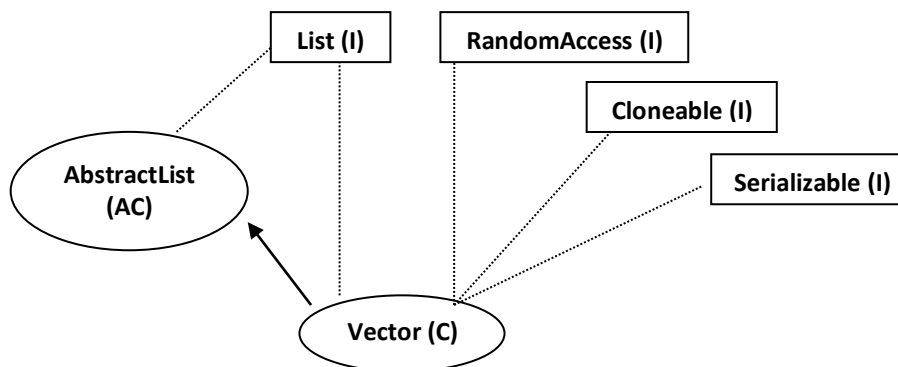 List (I)
RandomAccess (I)
Cloneable (I)
AbstractList
(AC)
Serializable (I)
Vector (C)